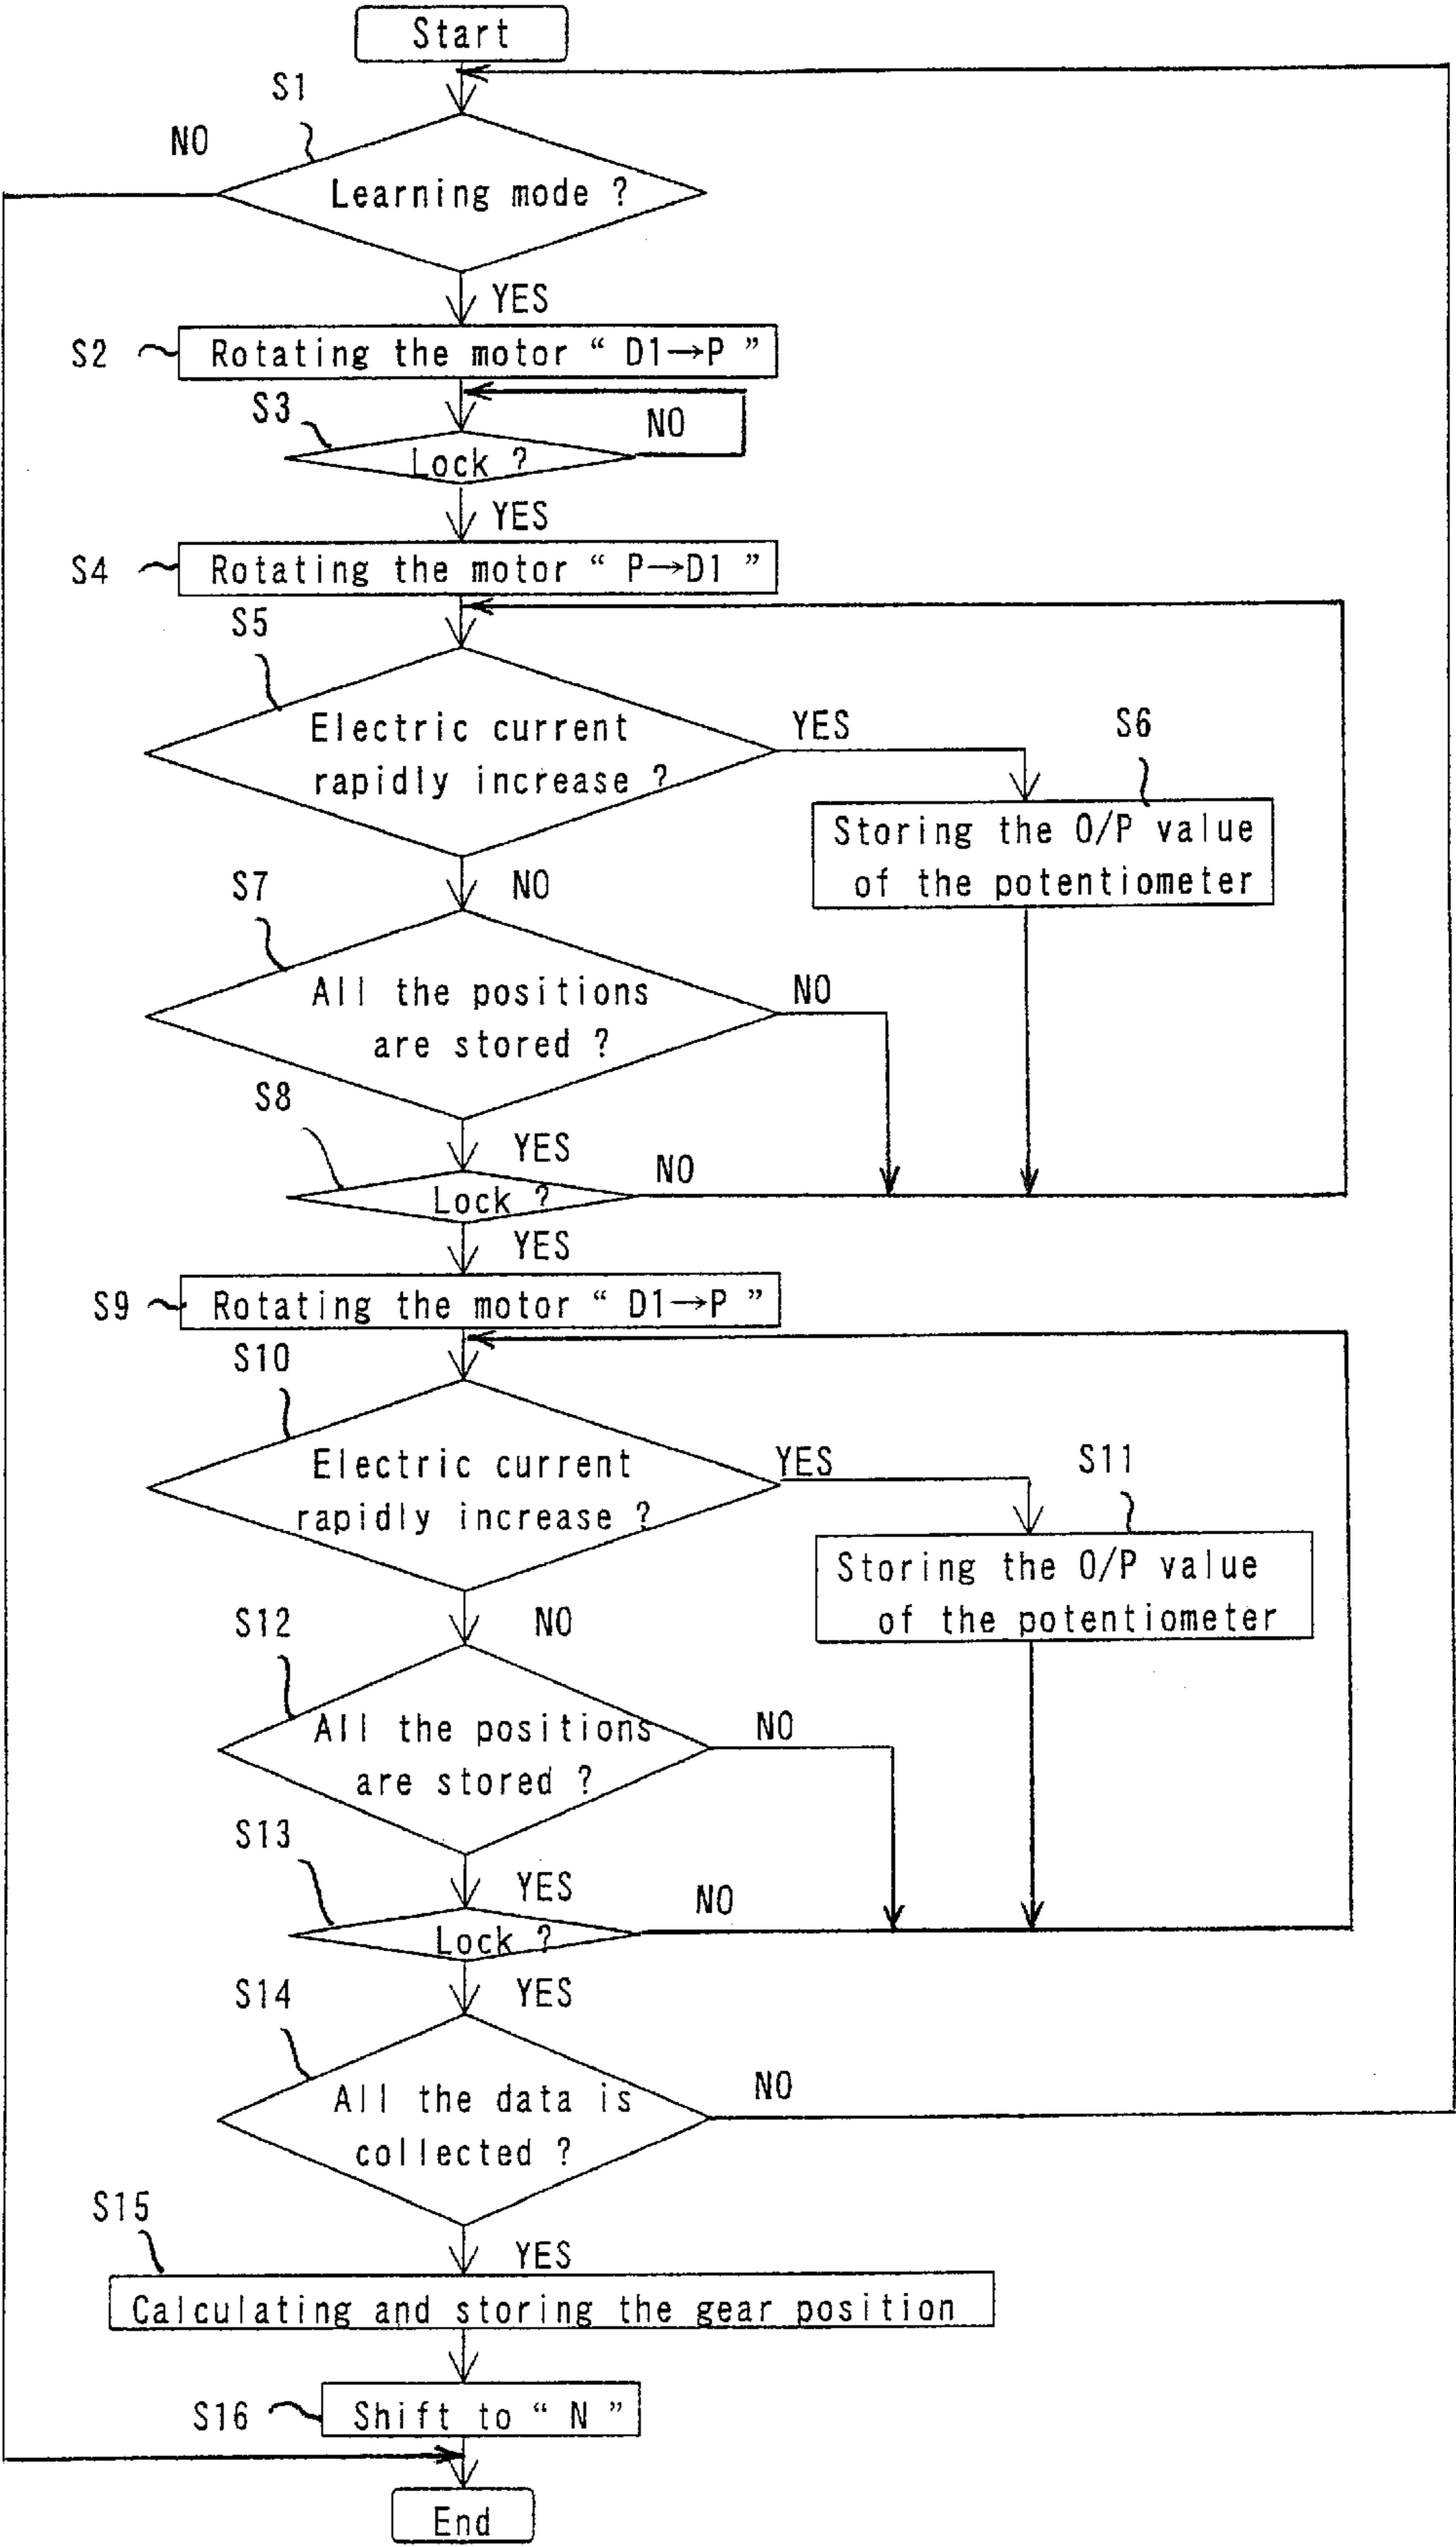 Start
S1
NO
Learning mode ?
YES
S2
Rotating the motor “ D1→P ”
S3
NO
Lock ?
YES
S4
Rotating the motor “ P→D1 ”
S5
Electric current
rapidly increase ?
YES
S6
Storing the O/P value
of the potentiometer
NO
S7
All the positions
are stored ?
NO
S8
YES
NO
Lock ?
YES
S9
Rotating the motor “ D1→P ”
S10
Electric current
rapidly increase ?
YES
S11
Storing the O/P value
of the potentiometer
NO
S12
All the positions
are stored ?
NO
S13
YES
NO
Lock ?
YES
S14
All the data is
collected ?
NO
S15
YES
Calculating and storing the gear position
S16
Shift to “ N ”
End